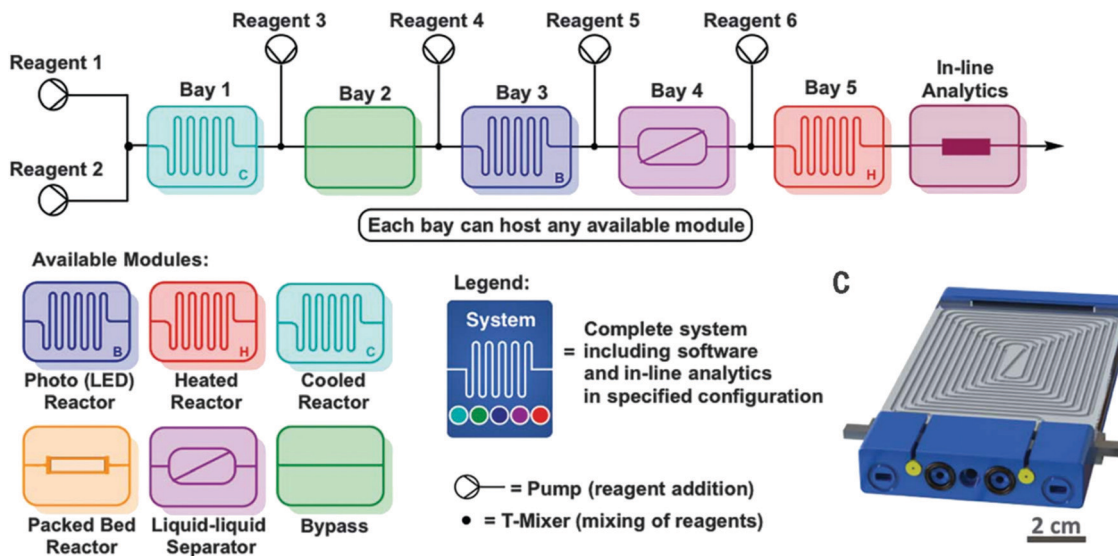 Reagent 3
Reagent 4
Reagent 5
Reagent 6
Reagent 1
Bay 1
Bay 2
Bay 3
Bay 4
Bay 5
In-line
Analytics
Reagent 2
C
B
H
Each bay can host any available module
Available Modules:
B
H
C
Photo (LED)
Reactor
Heated
Reactor
Cooled
Reactor
Packed Bed
Reactor
Liquid-liquid
Separator
Bypass
Legend:
System
= Complete system
including software
and in-line analytics
in specified configuration
= Pump (reagent addition)
= T-Mixer (mixing of reagents)
C
2 cm